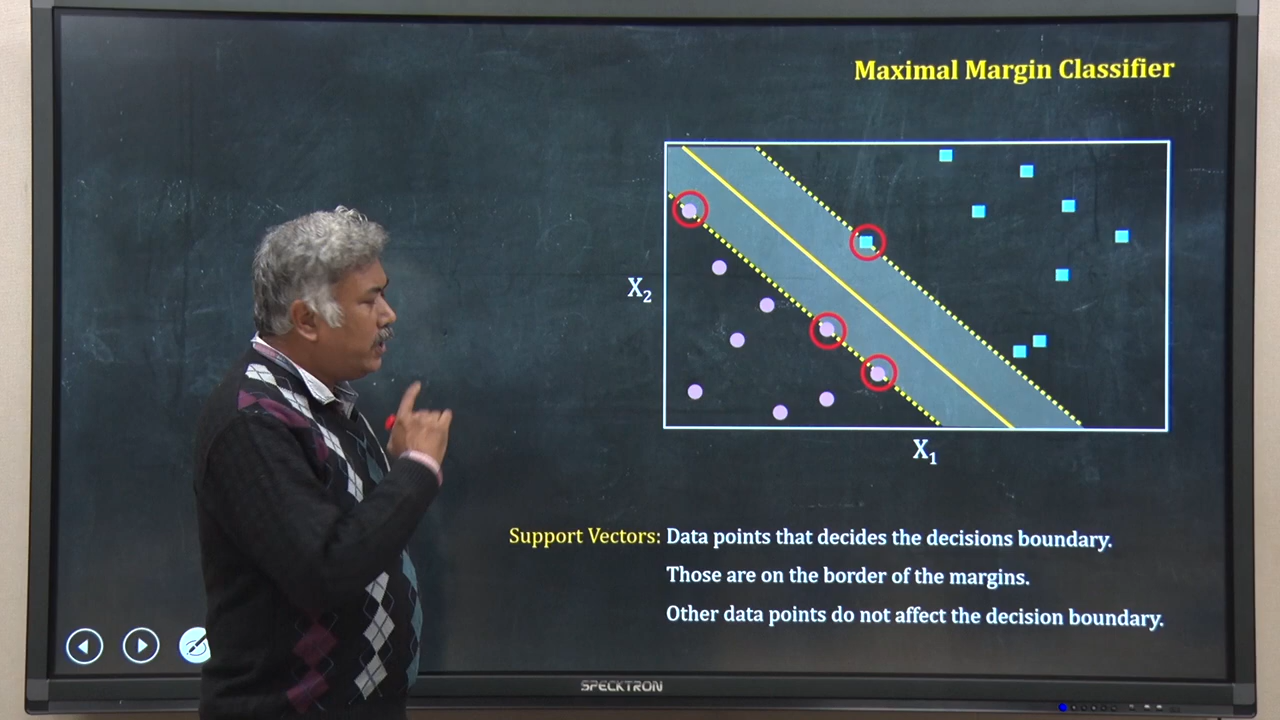 Maximal Margin Classifier
X₂
X₁
Support Vectors: Data points that decides the decisions boundary.
Those are on the border of the margins.
Other data points do not affect the decision boundary.
SPECKTRON